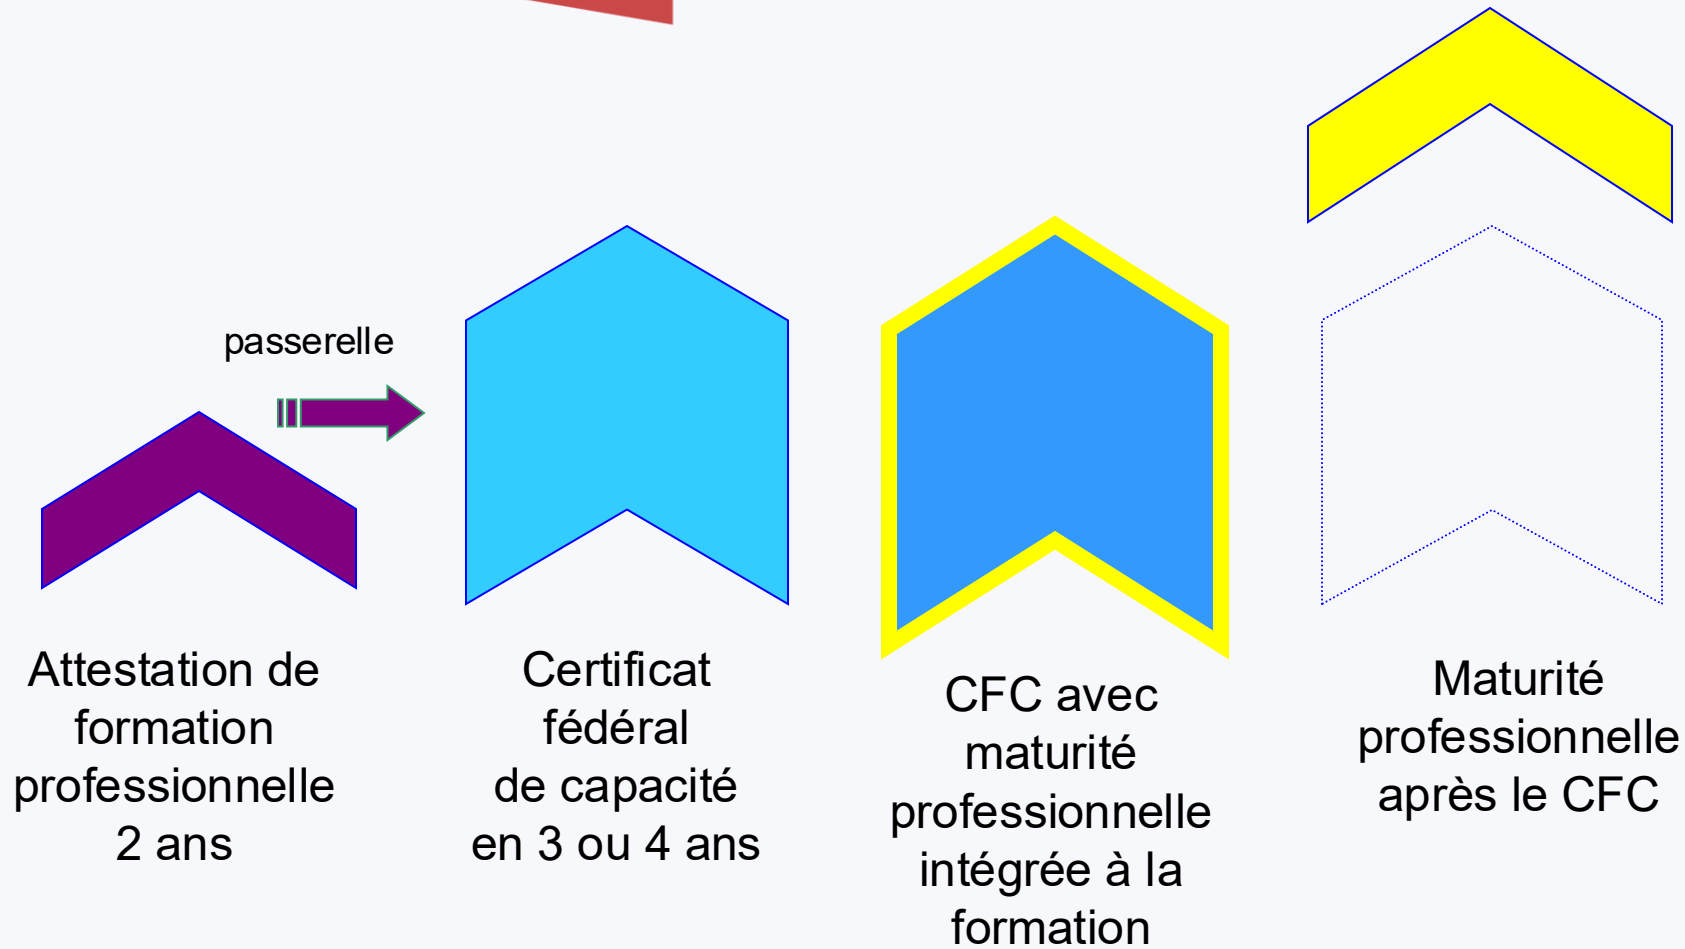 passerelle
Attestation de
formation
professionnelle
2 ans
Certificat
fédéral
de capacité
en 3 ou 4 ans
CFC avec
maturité
professionnelle
intégrée à la
formation
Maturité
professionnelle
après le CFC